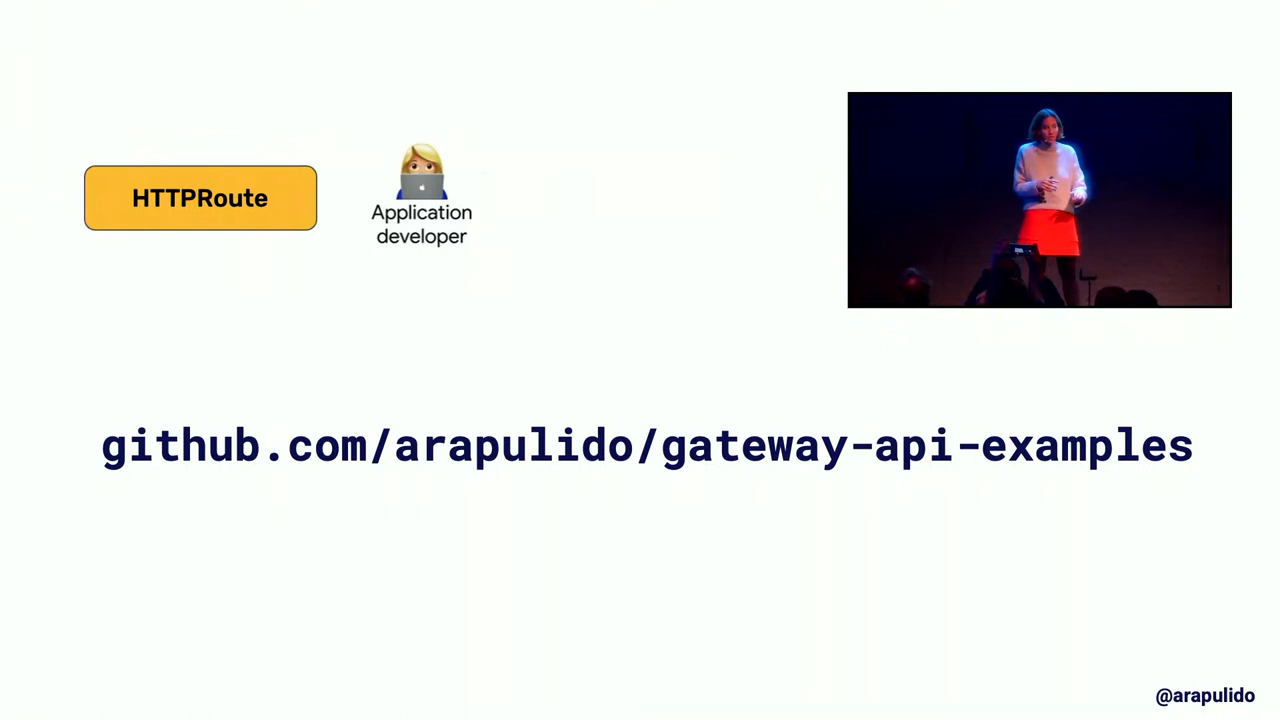 HTTPRoute
Application
developer
github.com/arapulido/gateway-api-examples
@arapulido